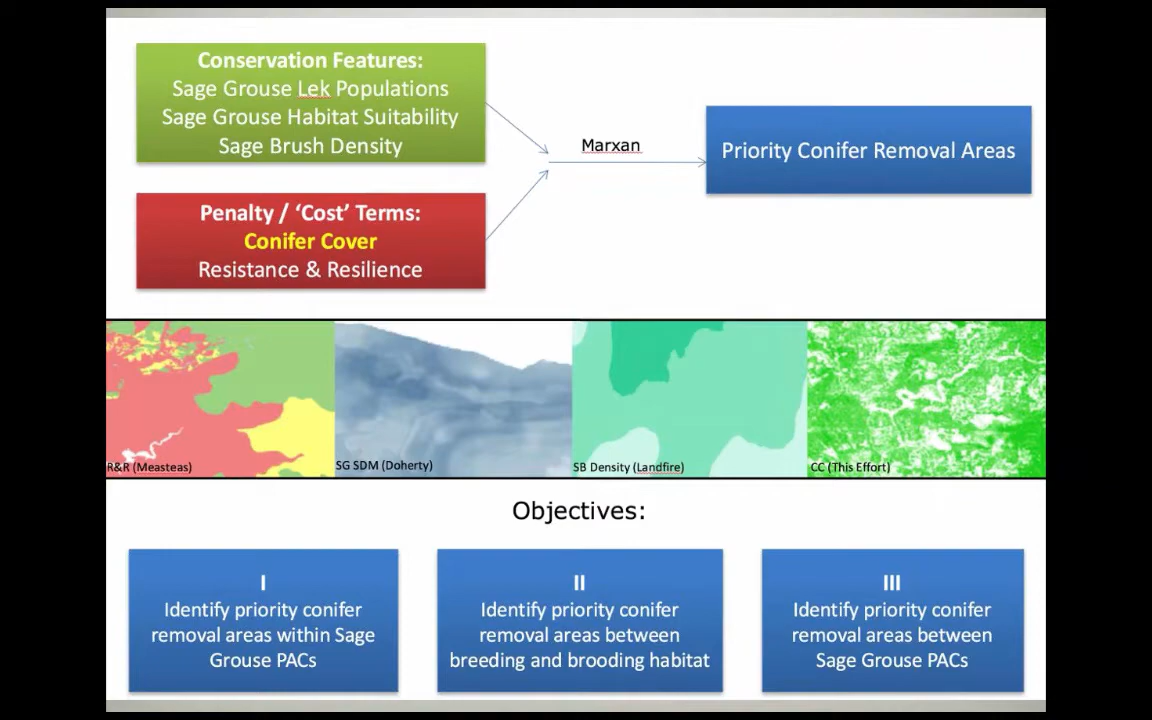 Conservation Features:
Sage Grouse Lek Populations
Sage Grouse Habitat Suitability
Sage Brush Density
Marxan
Priority Conifer Removal Areas
Penalty / ‘Cost’ Terms:
Conifer Cover
Resistance & Resilience
R&R (Measteas)
SG SDM (Doherty)
SB Density (Landfire)
CC (This Effort)
Objectives:
I
Identify priority conifer
removal areas within Sage
Grouse PACs
II
Identify priority conifer
removal areas between
breeding and brooding habitat
III
Identify priority conifer
removal areas between
Sage Grouse PACs